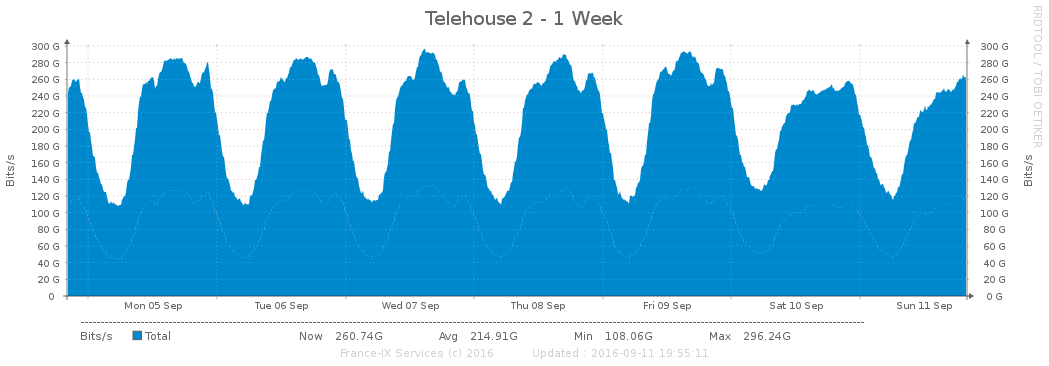 Telehouse 2 - 1 Week
RRDTOOL / TOBI OETIKER
Bits/s
300 G 300 G
280 G 280 G
260 G 260 G
240 G 240 G
220 G 220 G
200 G 200 G
180 G 180 G
160 G 160 G
140 G 140 G
120 G 120 G
100 G 100 G
80 G 80 G
60 G 60 G
40 G 40 G
20 G 20 G
0 0 G
Bits/s
Mon 05 Sep Tue 06 Sep Wed 07 Sep Thu 08 Sep Fri 09 Sep Sat 10 Sep Sun 11 Sep
Bits/s Total Now 260.74G Avg 214.91G Min 108.06G Max 296.24G
France-IX Services (c) 2016 Updated : 2016-09-11 19:55:11